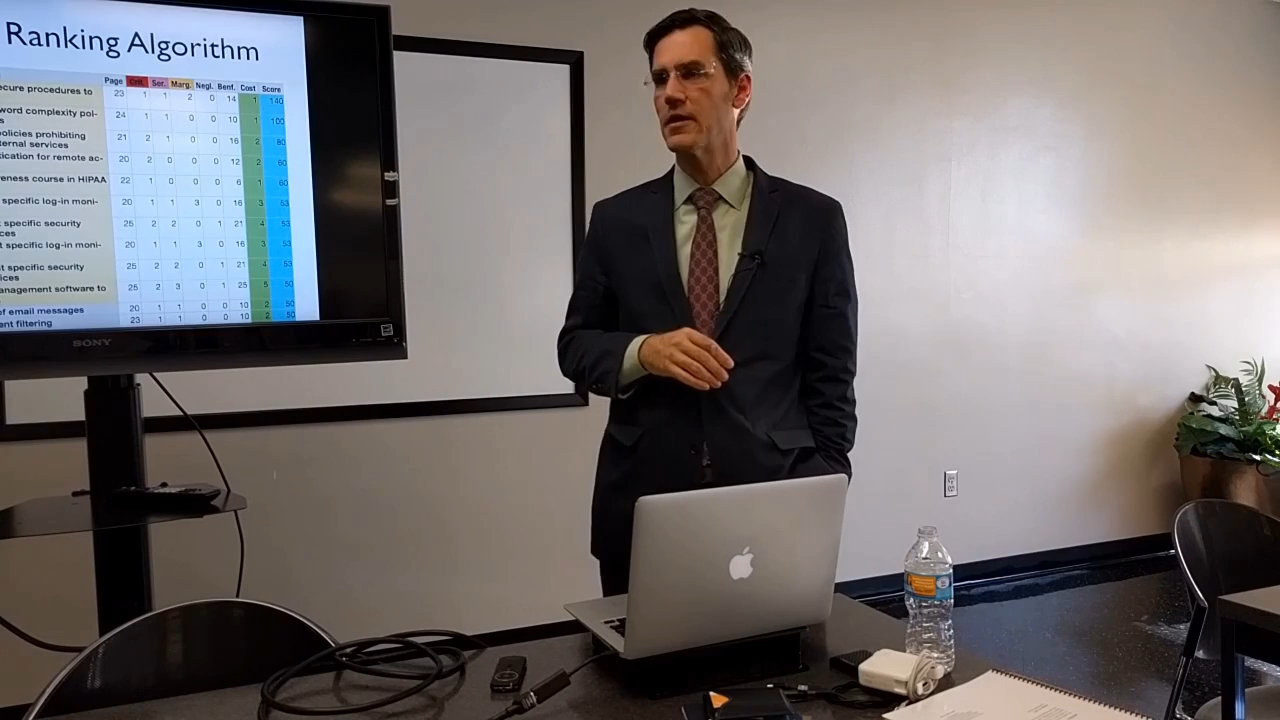 Ranking Algorithm
Page Crit. Ser. Marg. Negl. Benf. Cost Score
ecure procedures to 23 1 1 2 0 14 1 140
word complexity pol- 24 1 1 0 0 10 1 100
s
policies prohibiting 21 2 1 0 0 16 2 80
ternal services
ication for remote ac- 20 2 0 0 0 12 2 60
reness course in HIPAA 22 1 0 0 0 6 1 60
specific log-in moni- 20 1 1 3 0 16 3 53
specific security 25 2 2 0 1 21 4 53
ces
t specific log-in moni- 20 1 1 3 0 16 3 53
t specific security 25 2 2 0 1 21 4 53
ices
anagement software to 25 2 3 0 1 25 5 50
ef email messages 20 1 1 0 0 10 2 50
ent filtering 23 1 1 0 0 10 2 50
SONY